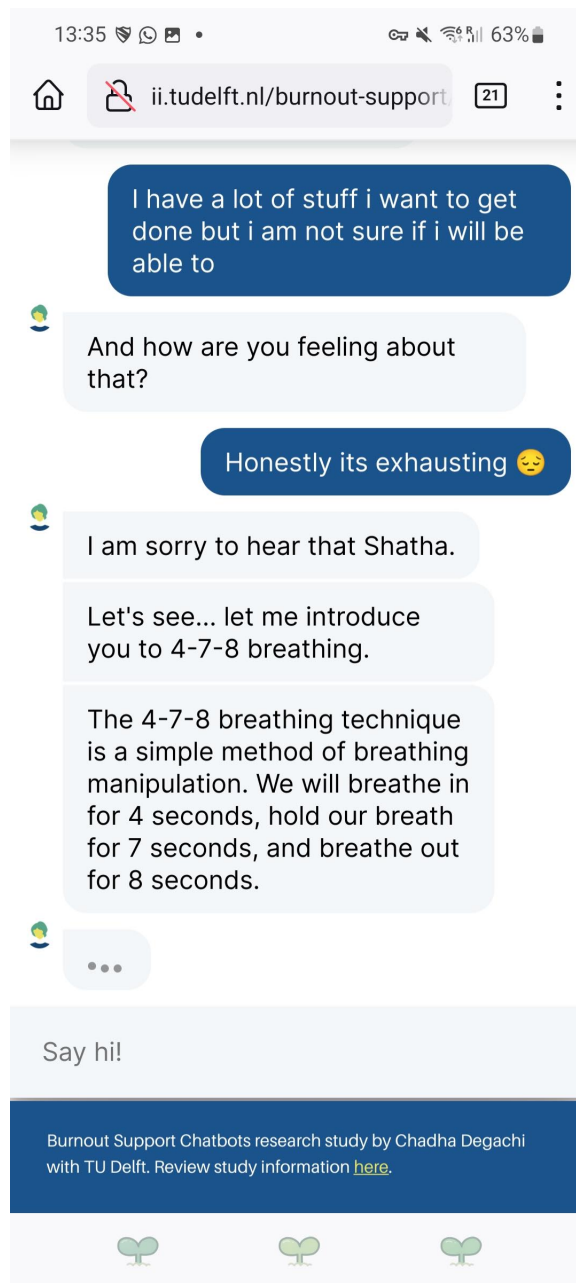 13:35
63%
ii.tudelft.nl/burnout-support
21
I have a lot of stuff i want to get
done but i am not sure if i will be
able to
And how are you feeling about
that?
Honestly its exhausting 😔
I am sorry to hear that Shatha.
Let's see... let me introduce
you to 4-7-8 breathing.
The 4-7-8 breathing technique
is a simple method of breathing
manipulation. We will breathe in
for 4 seconds, hold our breath
for 7 seconds, and breathe out
for 8 seconds.
Say hi!
Burnout Support Chatbots research study by Chadha Degachi
with TU Delft. Review study information here.